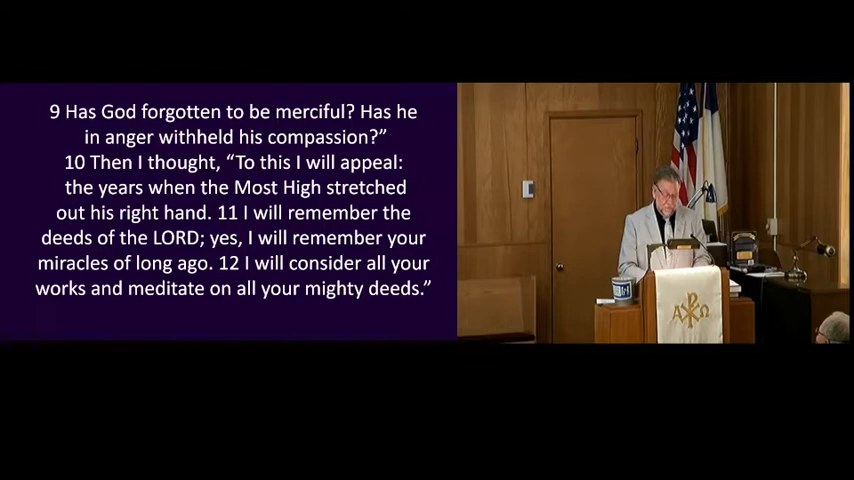 9 Has God forgotten to be merciful? Has he
in anger withheld his compassion?”
10 Then I thought, “To this I will appeal:
the years when the Most High stretched
out his right hand. 11 I will remember the
deeds of the LORD; yes, I will remember your
miracles of long ago. 12 I will consider all your
works and meditate on all your mighty deeds.”